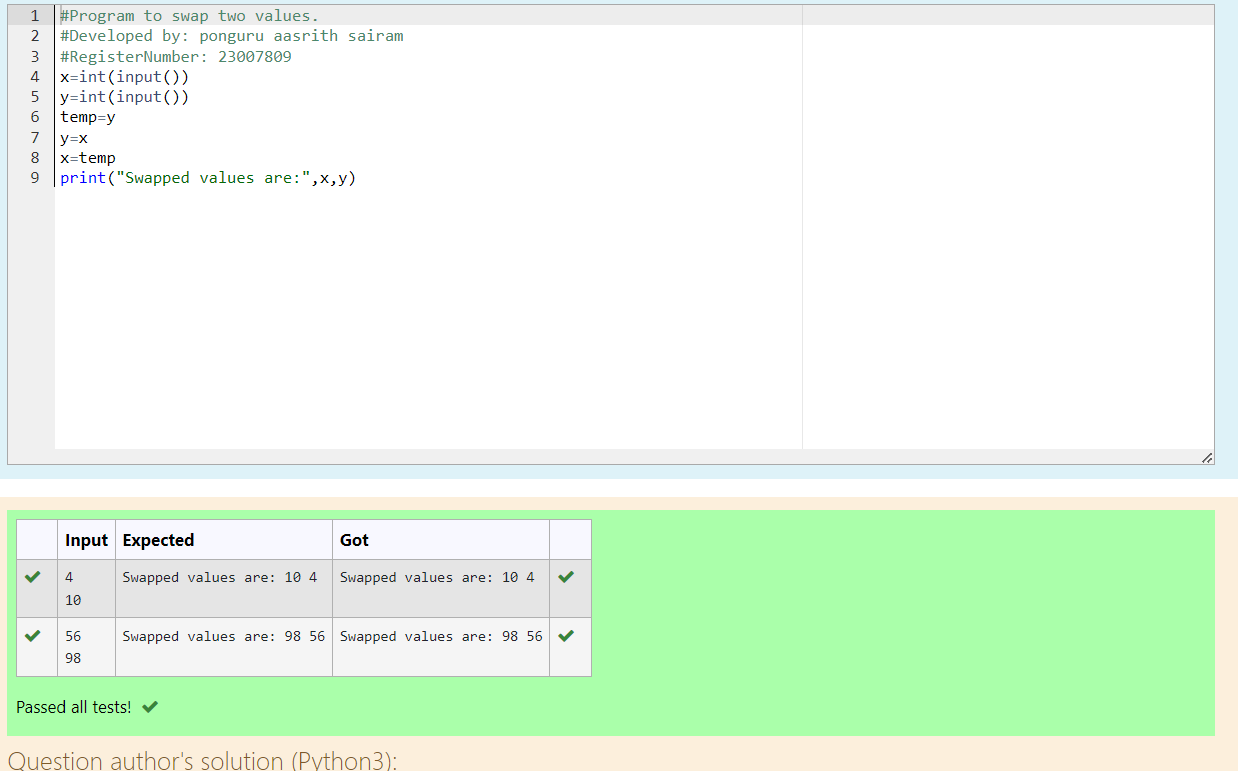 1 #Program to swap two values.
2 #Developed by: ponguru aasrith sairam
3 #RegisterNumber: 23007809
4 x=int(input())
5 y=int(input())
6 temp=y
7 y=x
8 x=temp
9 print("Swapped values are:",x,y)
Input Expected Got
4 Swapped values are: 10 4 Swapped values are: 10 4
10
56 Swapped values are: 98 56 Swapped values are: 98 56
98
Passed all tests!
Question author's solution (Python3):